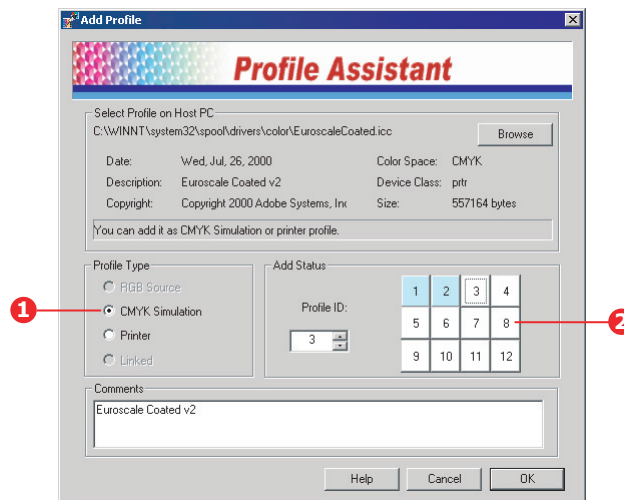 Add Profile
Profile Assistant
Select Profile on Host PC
C:\WINNT\system32\spool\drivers\color\EuroscaleCoated.icc
Browse
Date: Wed, Jul, 26, 2000 Color Space: CMYK
Description: Euroscale Coated v2 Device Class: prtr
Copyright: Copyright 2000 Adobe Systems, Inc Size: 557164 bytes
You can add it as CMYK Simulation or printer profile.
Profile Type Add Status
RGB Source
1 CMYK Simulation
Printer
Linked
Profile ID:
3
1 2 3 4
5 6 7 8 2
9 10 11 12
Comments
Euroscale Coated v2
Help Cancel OK